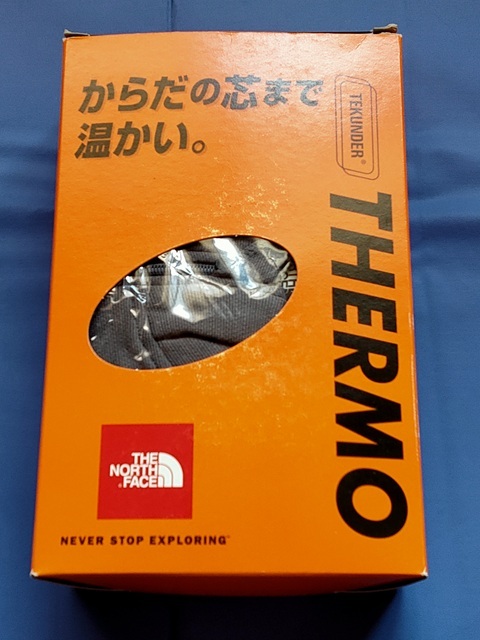 からだの芯まで
温かい。
TEKUNDER®
THERMO
THE
NORTH
FACE
NEVER STOP EXPLORING™